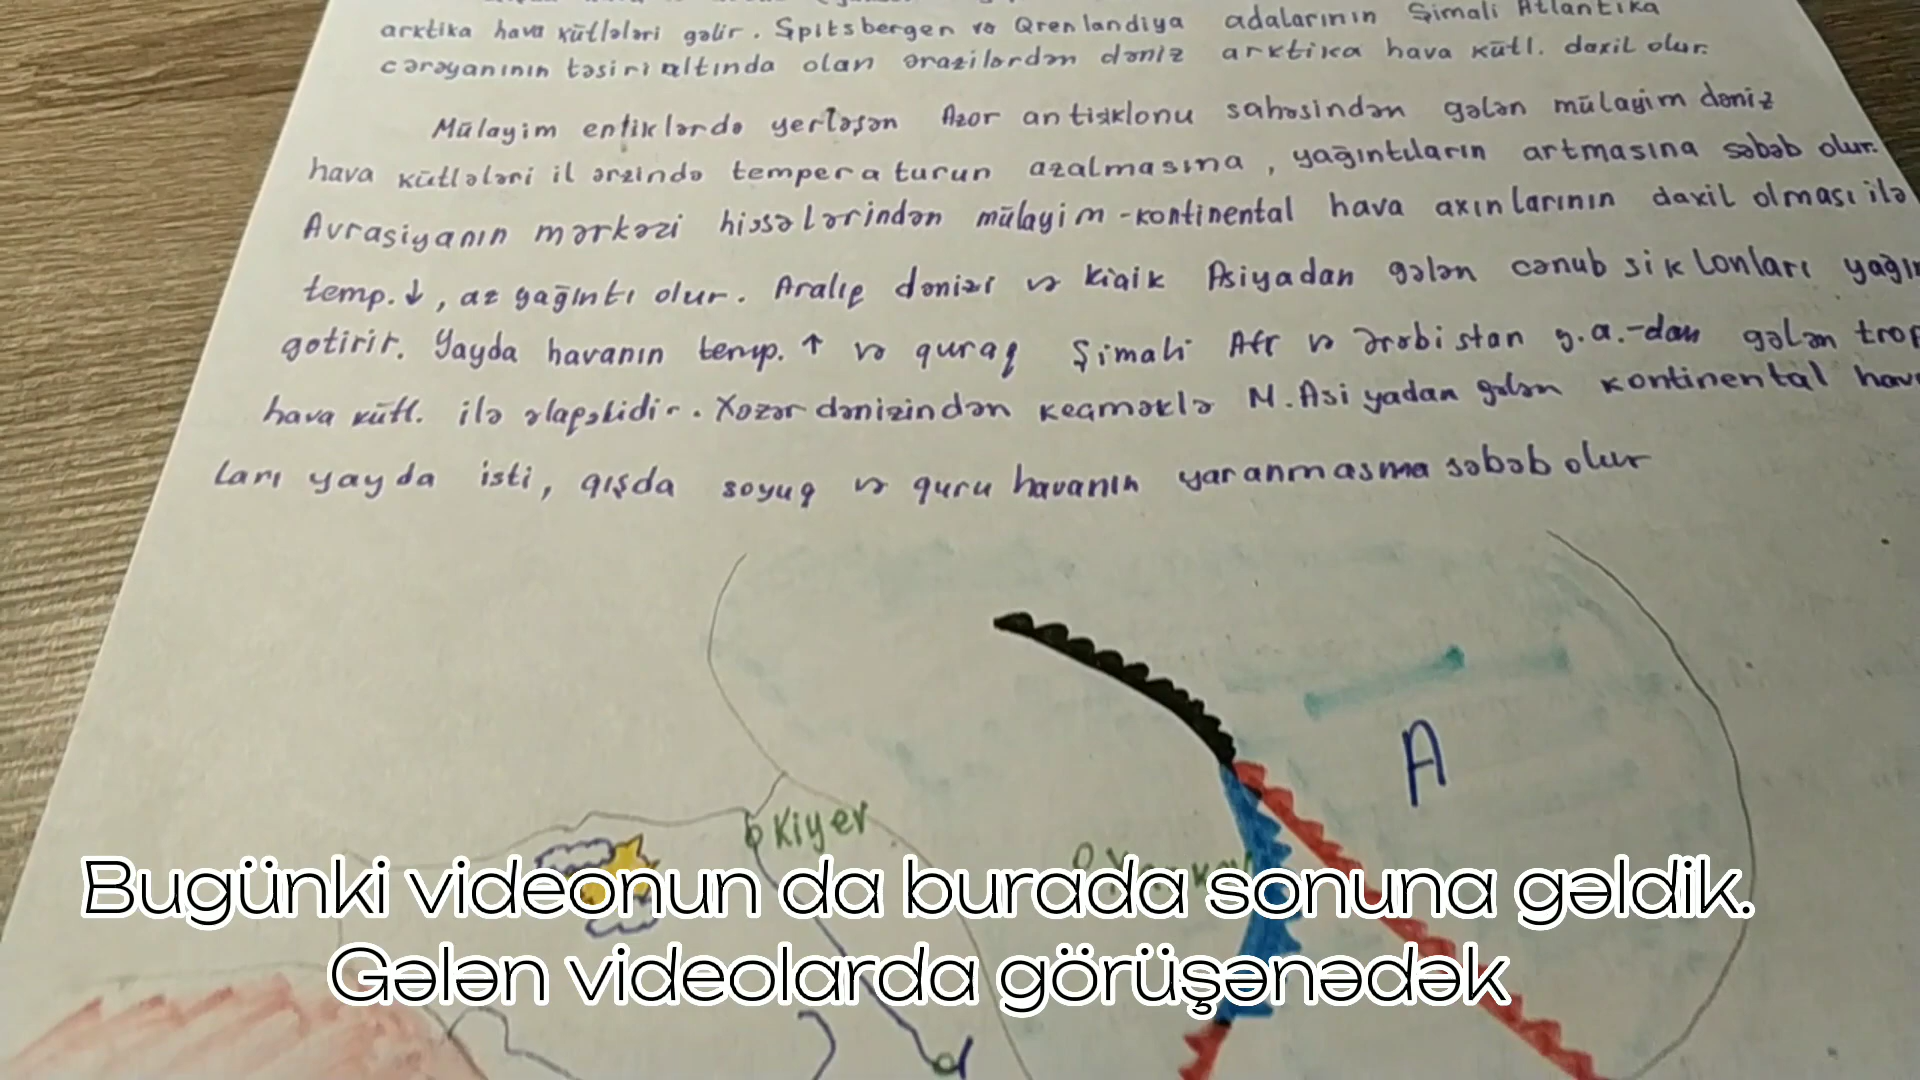 arktika hava kütlələri gəlir. Spitsbergen və Qrenlandiya adalarının Şimali Atlantika
cərəyanının təsiri altında olan ərazilərdən dəniz arktika hava kütl. daxil olur.
Mülayim enliklərdə yerləşən Azor antisiklonu sahəsindən gələn mülayim dəniz
hava kütlələri il ərzində temperaturun azalmasına, yağıntıların artmasına səbəb olur.
Avrasiyanın mərkəzi hissələrindən mülayim-kontinental hava axınlarının daxil olması ilə
temp.↓, az yağıntı olur. Aralıq dənizi və Kiçik Asiyadan gələn cənub siklonları
gətirir. Yayda havanın temp. ↑ və quraq Şimali Afr və Ərəbistan y.a.-dan gələn
hava kütl. ilə əlaqəlidir. Xəzər dənizindən keçməklə M. Asiyadan gələn kontinental
ları yayda isti, qışda soyuq və quru havanın yaranmasına səbəb olur
A
Kiyev
Bugünki videonun da burada sonuna gəldik.
Gələn videolarda görüşənədək